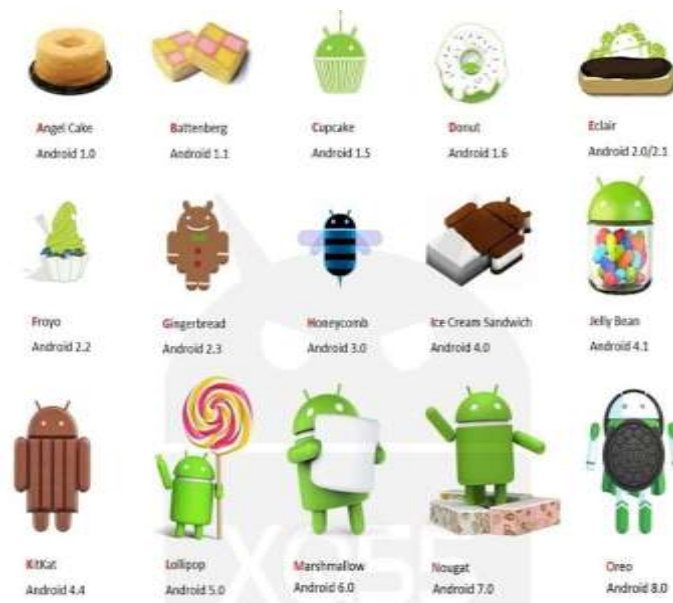 Angel Cake
Android 1.0
Battenberg
Android 1.1
Cupcake
Android 1.5
Donut
Android 1.6
Eclair
Android 2.0/2.1
Froyo
Android 2.2
Gingerbread
Android 2.3
Honeycomb
Android 3.0
Ice Cream Sandwich
Android 4.0
Jelly Bean
Android 4.1
KitKat
Android 4.4
Lollipop
Android 5.0
Marshmallow
Android 6.0
Nougat
Android 7.0
Oreo
Android 8.0